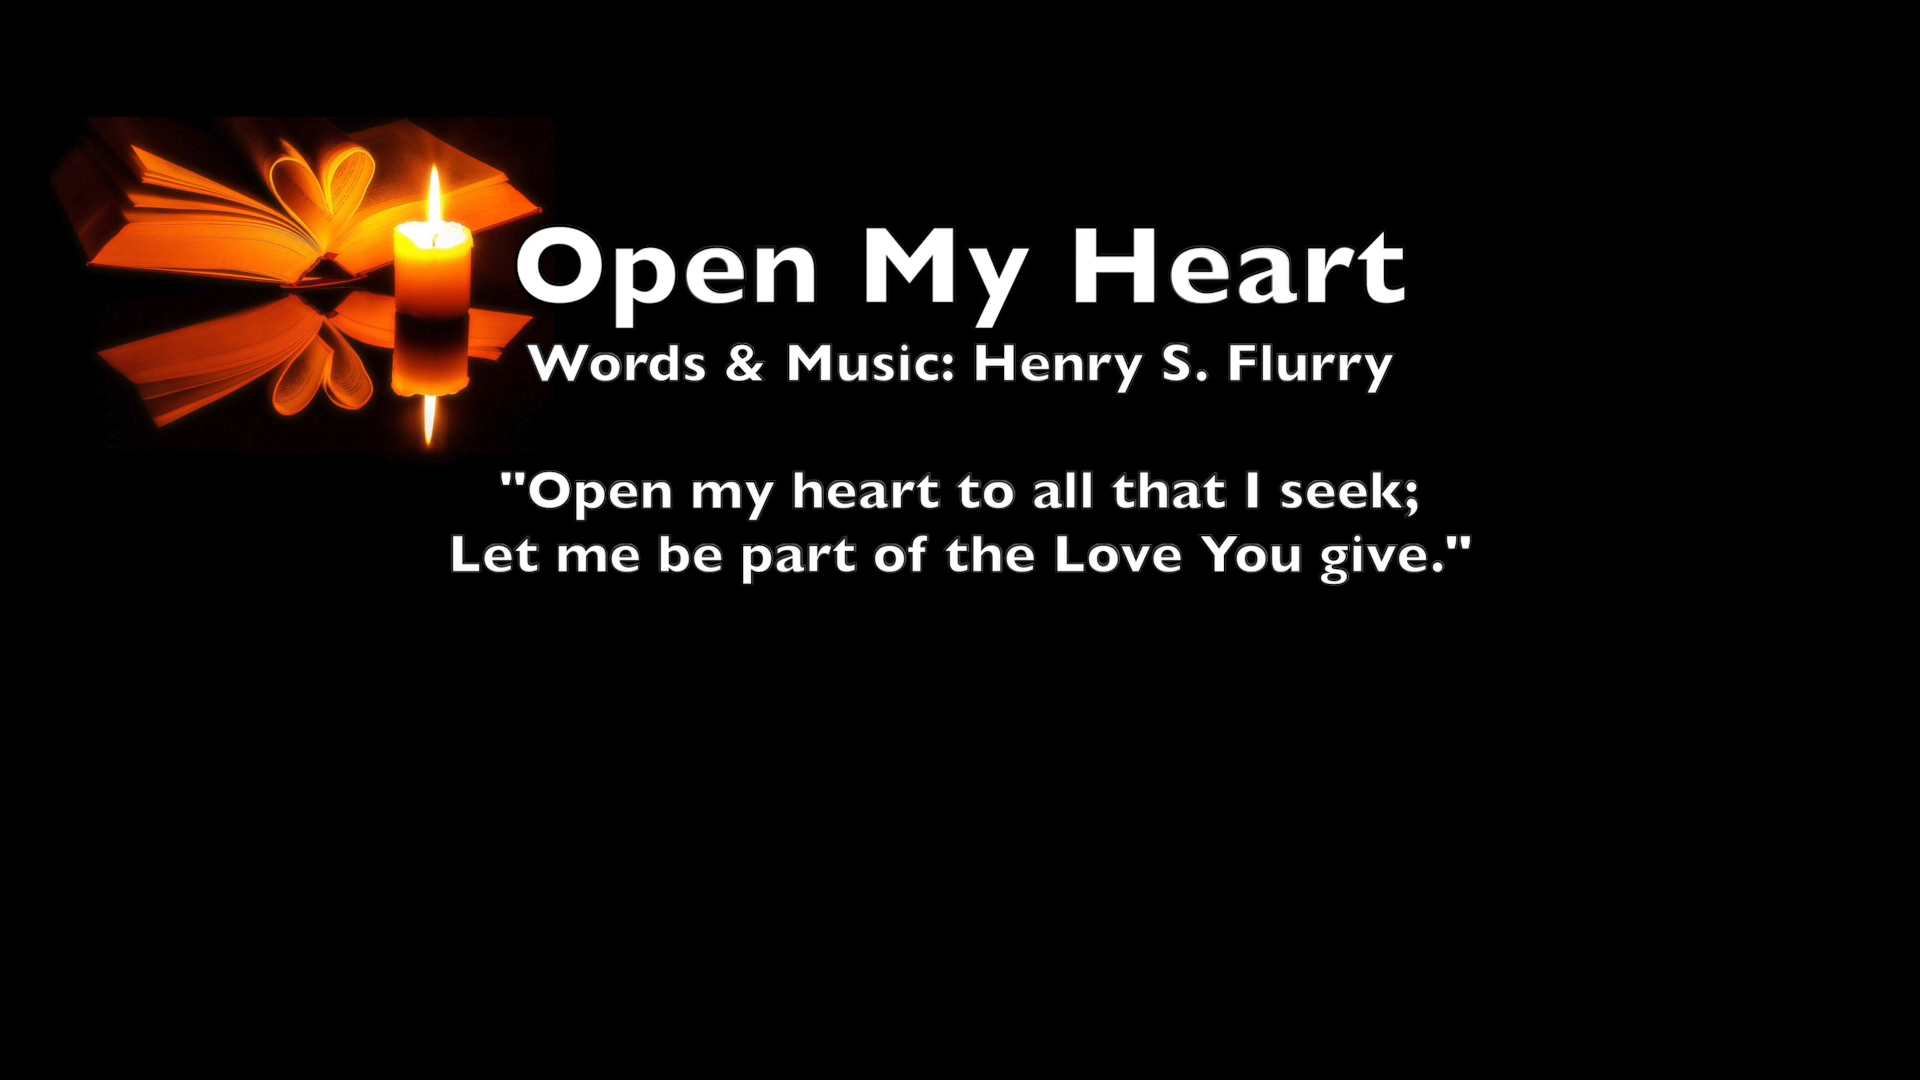 Open My Heart
Words & Music: Henry S. Flurry
"Open my heart to all that I seek;
Let me be part of the Love You give."